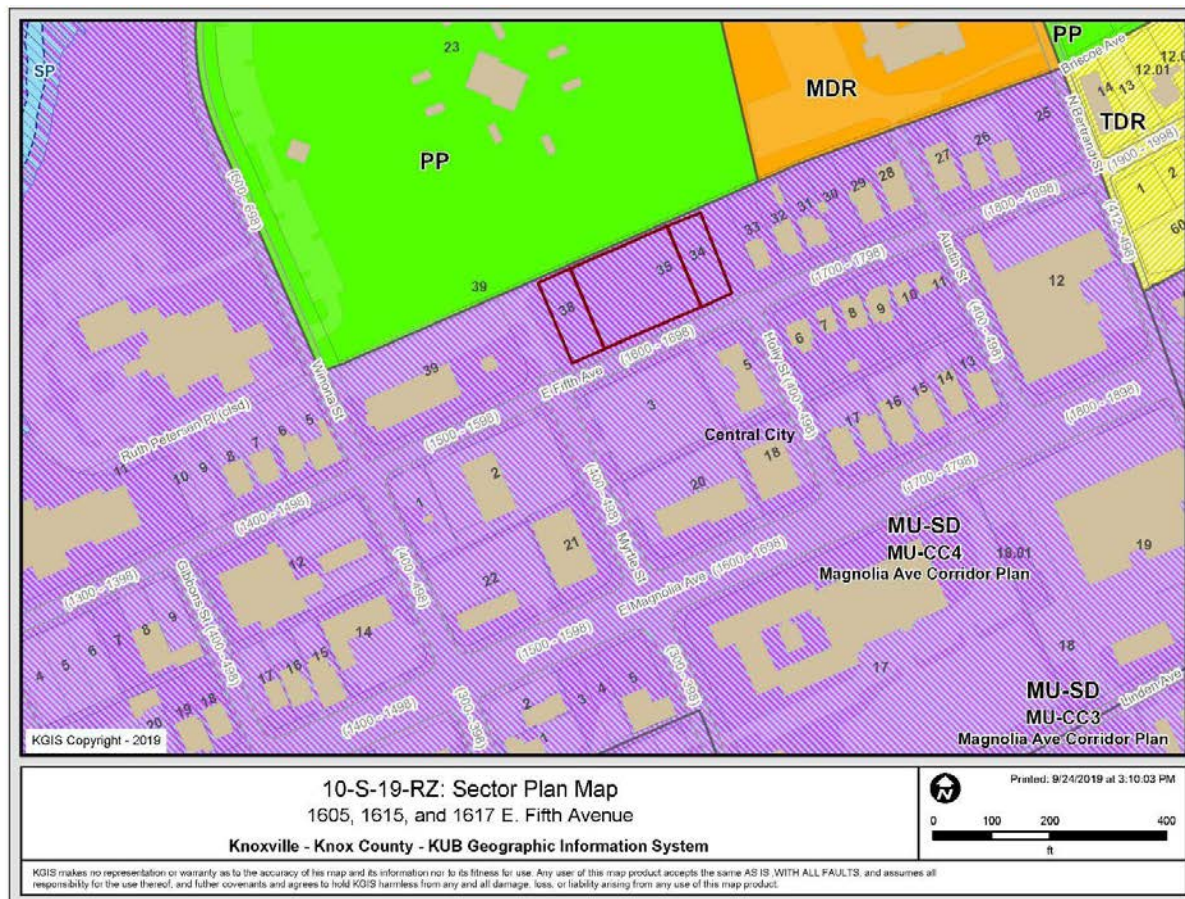 23
SP
PP
Briscoe Ave
12.01
14
13
MDR
TDR
PP
(600 - 698)
N Bertrand St
(1900 - 1998)
25
26
27
1
2
60
28
29
30
31
32
33
(1800 - 1898)
(412 - 498)
34
35
38
39
(1700 - 1798)
Austin St
12
11
10
9
8
7
6
(400 - 498)
(1600 - 1698)
E Fifth Ave
39
Winona St
5
Holly St (400 - 498)
3
13
14
15
16
17
(1800 - 1898)
Ruth Petersen Pl (clsd)
(1500 - 1598)
Central City
5
6
7
8
9
10
11
2
1
18
20
(1700 - 1798)
(1400 - 1498)
(400 - 498)
Myrtle St
21
MU-SD
MU-CC4
Magnolia Ave Corridor Plan
18.01
19
12
22
E Magnolia Ave
(1600 - 1698)
(1300 - 1398)
Gibbons St (400 - 498)
(400 - 498)
14
9
8
7
6
5
4
(1500 - 1598)
18
17
15
16
17
18
19
20
(300 - 398)
(300 - 398)
5
4
3
2
1
(1400 - 1498)
MU-SD
MU-CC3
Magnolia Ave Corridor Plan
Linden Ave
KGIS Copyright - 2019
10-S-19-RZ: Sector Plan Map
1605, 1615, and 1617 E. Fifth Avenue
Knoxville - Knox County - KUB Geographic Information System
N
Printed: 9/24/2019 at 3:10:03 PM
0 100 200 400
ft
KGIS makes no representation or warranty as to the accuracy of his map and its information nor to its fitness for use. Any user of this map product accepts the same AS IS ,WITH ALL FAULTS, and assumes all
responsibility for the use thereof, and futher covenants and agrees to hold KGIS harmless from any and all damage, loss, or liability arising from any use of this map product.